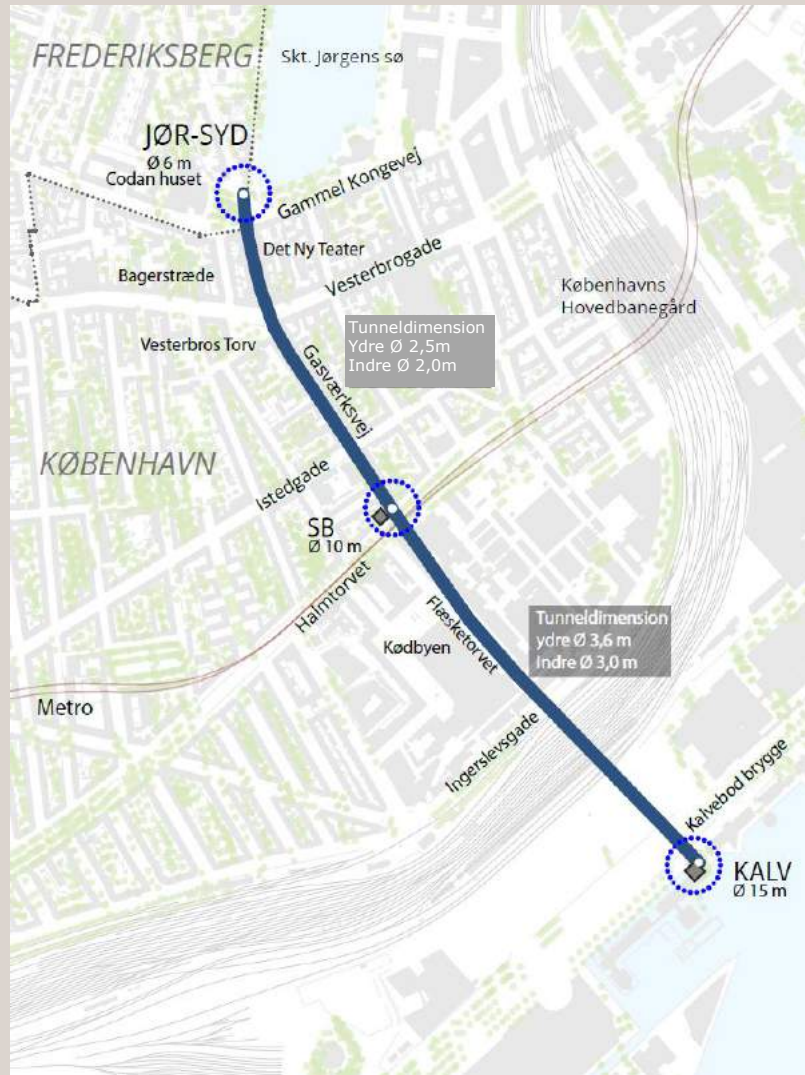 FREDERIKSBERG
Skt. Jørgens sø
JØR-SYD
Ø 6 m
Codan huset
Gammel Kongevej
Det Ny Teater
Bagerstræde
Vesterbrogade
Københavns
Hovedbanegård
Vesterbros Torv
Tunneldimension
Ydre Ø 2,5m
Indre Ø 2,0m
Gasværksvej
KØBENHAVN
Istedgade
SB
Ø 10 m
Halmtorvet
Flæsketorvet
Kødbyen
Tunneldimension
ydre Ø 3,6 m
Indre Ø 3,0 m
Metro
Ingerslevsgade
Kalvebod brygge
KALV
Ø 15 m